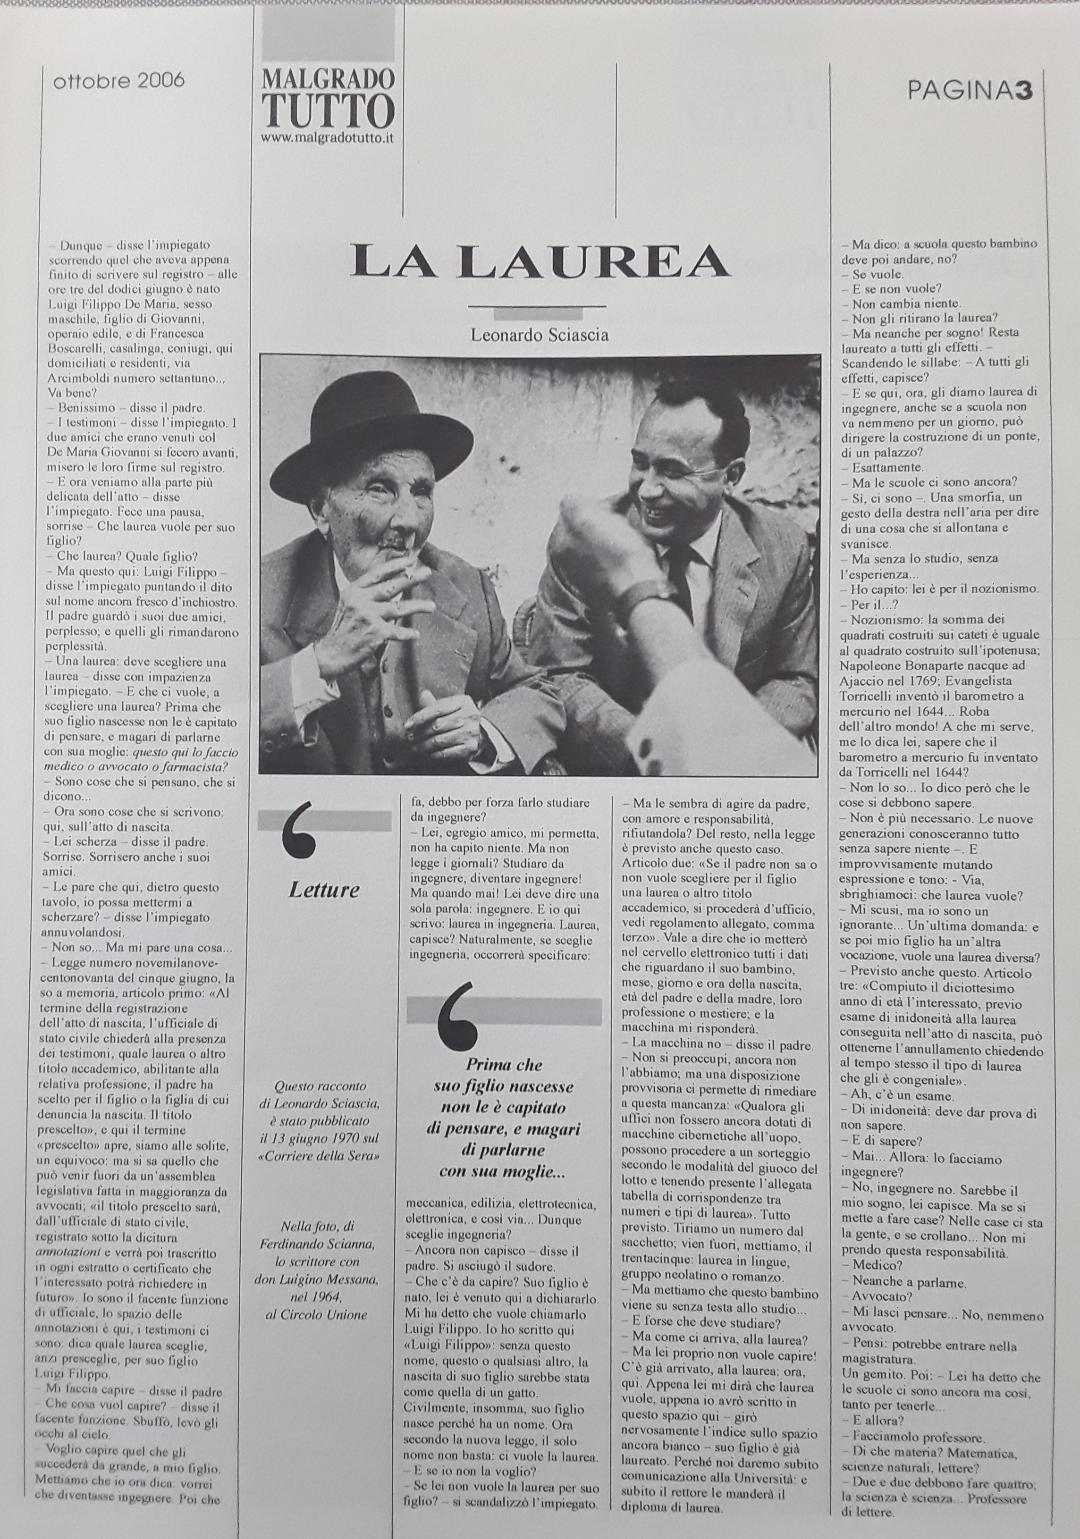 ottobre 2006
MALGRADO
TUTTO
www.malgradotutto.it
PAGINA3
LA LAUREA
Leonardo Sciascia
– Dunque – disse l'impiegato
scorrendo quel che aveva appena
finito di scrivere sul registro – alle
ore tre del dodici giugno è nato
Luigi Filippo De Maria, sesso
maschile, figlio di Giovanni,
operaio edile, e di Francesca
Boscarelli, casalinga, coniugi, qui
domiciliati e residenti, via
Arcimboldi numero settantuno...
Va bene?
– Benissimo – disse il padre.
– I testimoni – disse l'impiegato. I
due amici che erano venuti col
De Maria Giovanni si fecero avanti,
misero le loro firme sul registro.
– E ora veniamo alla parte più
delicata dell'atto – disse
l'impiegato. Fece una pausa,
sorrise – Che laurea vuole per suo
figlio?
– Che laurea? Quale figlio?
– Ma questo qui: Luigi Filippo –
disse l'impiegato puntando il dito
sul nome ancora fresco d'inchiostro.
Il padre guardò i suoi due amici,
perplesso; e quelli gli rimandarono
perplessità.
– Una laurea: deve scegliere una
laurea – disse con impazienza
l'impiegato. – E che ci vuole, a
scegliere una laurea? Prima che
suo figlio nascesse non le è capitato
di pensare, e magari di parlarne
con sua moglie: questo qui lo faccio
medico o avvocato o farmacista?
– Sono cose che si pensano, che si
dicono...
– Ora sono cose che si scrivono:
qui, sull'atto di nascita.
– Lei scherza – disse il padre.
Sorrise. Sorrisero anche i suoi
amici.
– Le pare che qui, dietro questo
tavolo, io possa mettermi a
scherzare? – disse l'impiegato
annuvolandosi.
– Non so... Ma mi pare una cosa...
– Legge numero novemilanove-
centonovanta del cinque giugno, la
so a memoria, articolo primo: «Al
termine della registrazione
dell'atto di nascita, l'ufficiale di
stato civile chiederà alla presenza
dei testimoni, quale laurea o altro
titolo accademico, abilitante alla
relativa professione, il padre ha
scelto per il figlio o la figlia di cui
denuncia la nascita. Il titolo
prescelto», e qui il termine
«prescelto» apre, siamo alle solite,
un equivoco: ma si sa quello che
può venir fuori da un'assemblea
legislativa fatta in maggioranza da
avvocati; «il titolo prescelto sarà,
dall'ufficiale di stato civile,
registrato sotto la dicitura
annotazioni e verrà poi trascritto
in ogni estratto o certificato che
l'interessato potrà richiedere in
futuro». Io sono il facente funzione
di ufficiale, lo spazio delle
annotazioni è qui, i testimoni ci
sono: dica quale laurea sceglie,
anzi presceglie, per suo figlio
Luigi Filippo.
– Mi faccia capire – disse il padre.
– Che cosa vuol capire? – disse il
facente funzione. Sbuffò, levò gli
occhi al cielo.
– Voglio capire quel che gli
succederà da grande, a mio figlio.
Mettiamo che io ora dica: vorrei
che diventasse ingegnere. Poi che
Letture
Questo racconto
di Leonardo Sciascia,
è stato pubblicato
il 13 giugno 1970 sul
«Corriere della Sera»
Nella foto, di
Ferdinando Scianna,
lo scrittore con
don Luigino Messana,
nel 1964,
al Circolo Unione
fa, debbo per forza farlo studiare
da ingegnere?
– Lei, egregio amico, mi permetta,
non ha capito niente. Ma non
legge i giornali? Studiare da
ingegnere, diventare ingegnere!
Ma quando mai! Lei deve dire una
sola parola: ingegnere. E io qui
scrivo: laurea in ingegneria. Laurea,
capisce? Naturalmente, se sceglie
ingegneria, occorrerà specificare:
Prima che
suo figlio nascesse
non le è capitato
di pensare, e magari
di parlarne
con sua moglie...
meccanica, edilizia, elettrotecnica,
elettronica, e così via... Dunque
sceglie ingegneria?
– Ancora non capisco – disse il
padre. Si asciugò il sudore.
– Che c'è da capire? Suo figlio è
nato, lei è venuto qui a dichiararlo.
Mi ha detto che vuole chiamarlo
Luigi Filippo. Io ho scritto qui
«Luigi Filippo»: senza questo
nome, questo o qualsiasi altro, la
nascita di suo figlio sarebbe stata
come quella di un gatto.
Civilmente, insomma, suo figlio
nasce perché ha un nome. Ora
secondo la nuova legge, il solo
nome non basta: ci vuole la laurea.
– E se io non la voglio?
– Se lei non vuole la laurea per suo
figlio? – si scandalizzò l'impiegato.
– Ma le sembra di agire da padre,
con amore e responsabilità,
rifiutandola? Del resto, nella legge
è previsto anche questo caso.
Articolo due: «Se il padre non sa o
non vuole scegliere per il figlio
una laurea o altro titolo
accademico, si procederà d'ufficio,
vedi regolamento allegato, comma
terzo». Vale a dire che io metterò
nel cervello elettronico tutti i dati
che riguardano il suo bambino,
mese, giorno e ora della nascita,
età del padre e della madre, loro
professione o mestiere; e la
macchina mi risponderà.
– La macchina no – disse il padre.
– Non si preoccupi, ancora non
l'abbiamo; ma una disposizione
provvisoria ci permette di rimediare
a questa mancanza: «Qualora gli
uffici non fossero ancora dotati di
macchine cibernetiche all'uopo,
possono procedere a un sorteggio
secondo le modalità del giuoco del
lotto e tenendo presente l'allegata
tabella di corrispondenze tra
numeri e tipi di laurea». Tutto
previsto. Tiriamo un numero dal
sacchetto; vien fuori, mettiamo, il
trentacinque: laurea in lingue,
gruppo neolatino o romanzo.
– Ma mettiamo che questo bambino
viene su senza testa allo studio...
– E forse che deve studiare?
– Ma come ci arriva, alla laurea?
– Ma lei proprio non vuole capire!
C'è già arrivato, alla laurea: ora,
qui. Appena lei mi dirà che laurea
vuole, appena io avrò scritto in
questo spazio qui – girò
nervosamente l'indice sullo spazio
ancora bianco – suo figlio è già
laureato. Perché noi daremo subito
comunicazione alla Università: e
subito il rettore le manderà il
diploma di laurea.
– Ma dico: a scuola questo bambino
deve poi andare, no?
– Se vuole.
– E se non vuole?
– Non cambia niente.
– Non gli ritirano la laurea?
– Ma neanche per sogno! Resta
laureato a tutti gli effetti. –
Scandendo le sillabe: – A tutti gli
effetti, capisce?
– E se qui, ora, gli diamo laurea di
ingegnere, anche se a scuola non
va nemmeno per un giorno, può
dirigere la costruzione di un ponte,
di un palazzo?
– Esattamente.
– Ma le scuole ci sono ancora?
– Sì, ci sono –. Una smorfia, un
gesto della destra nell'aria per dire
di una cosa che si allontana e
svanisce.
– Ma senza lo studio, senza
l'esperienza...
– Ho capito: lei è per il nozionismo.
– Per il...?
– Nozionismo: la somma dei
quadrati costruiti sui cateti è uguale
al quadrato costruito sull'ipotenusa;
Napoleone Bonaparte nacque ad
Ajaccio nel 1769; Evangelista
Torricelli inventò il barometro a
mercurio nel 1644... Roba
dell'altro mondo! A che mi serve,
me lo dica lei, sapere che il
barometro a mercurio fu inventato
da Torricelli nel 1644?
– Non lo so... Io dico però che le
cose si debbono sapere.
– Non è più necessario. Le nuove
generazioni conosceranno tutto
senza sapere niente –. E
improvvisamente mutando
espressione e tono: - Via,
sbrighiamoci: che laurea vuole?
– Mi scusi, ma io sono un
ignorante... Un'ultima domanda: e
se poi mio figlio ha un'altra
vocazione, vuole una laurea diversa?
– Previsto anche questo. Articolo
tre: «Compiuto il diciottesimo
anno di età l'interessato, previo
esame di inidoneità alla laurea
conseguita nell'atto di nascita, può
ottenerne l'annullamento chiedendo
al tempo stesso il tipo di laurea
che gli è congeniale».
– Ah, c'è un esame.
– Di inidoneità: deve dar prova di
non sapere.
– E di sapere?
– Mai... Allora: lo facciamo
ingegnere?
– No, ingegnere no. Sarebbe il
mio sogno, lei capisce. Ma se si
mette a fare case? Nelle case ci sta
la gente, e se crollano... Non mi
prendo questa responsabilità.
– Medico?
– Neanche a parlarne.
– Avvocato?
– Mi lasci pensare... No, nemmeno
avvocato.
– Pensi: potrebbe entrare nella
magistratura.
Un gemito. Poi: – Lei ha detto che
le scuole ci sono ancora ma così,
tanto per tenerle...
– E allora?
– Facciamolo professore.
– Di che materia? Matematica,
scienze naturali, lettere?
– Due e due debbono fare quattro;
la scienza è scienza... Professore
di lettere.